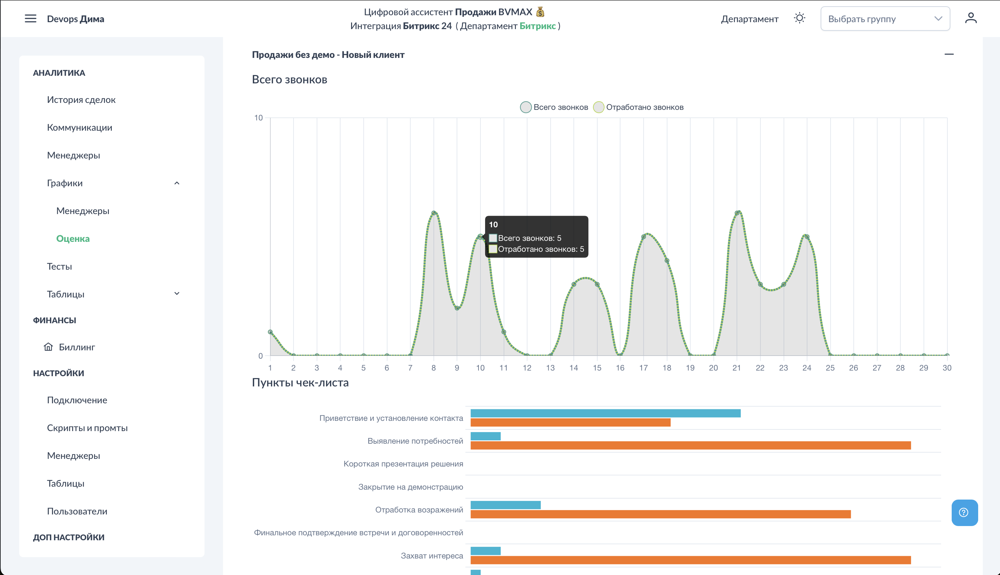 Devops Дима
Цифровой ассистент Продажи BVMAX 💰
Интеграция Битрикс 24 ( Департамент Битрикс )
Департамент
Выбрать группу
АНАЛИТИКА
История сделок
Коммуникации
Менеджеры
Графики
Менеджеры
Оценка
Тесты
Таблицы
ФИНАНСЫ
Биллинг
НАСТРОЙКИ
Подключение
Скрипты и промты
Менеджеры
Таблицы
Пользователи
ДОП НАСТРОЙКИ
Продажи без демо - Новый клиент
Всего звонков
Всего звонков Отработано звонков
10
10
Всего звонков: 5
Отработано звонков: 5
0
1 2 3 4 5 6 7 8 9 10 11 12 13 14 15 16 17 18 19 20 21 22 23 24 25 26 27 28 29 30
Пункты чек-листа
Приветствие и установление контакта
Выявление потребностей
Короткая презентация решения
Закрытие на демонстрацию
Отработка возражений
Финальное подтверждение встречи и договоренностей
Захват интереса